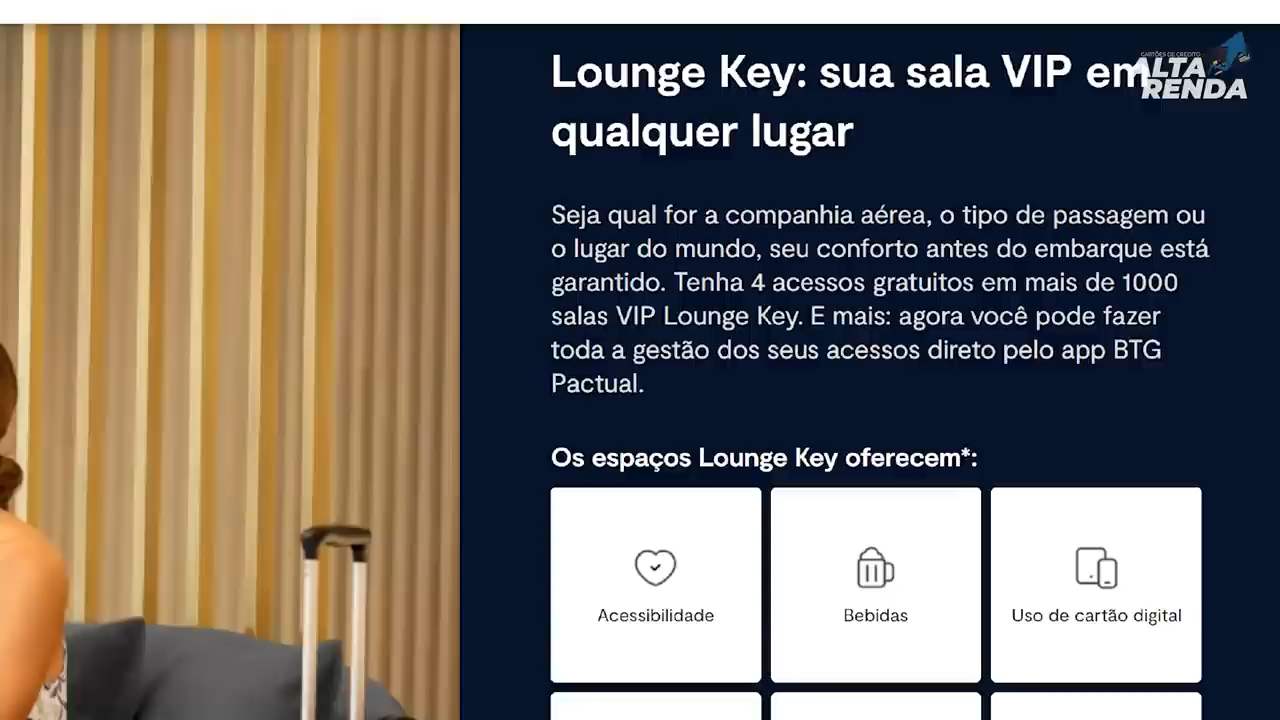 Lounge Key: sua sala VIP em
qualquer lugar
CARTÕES DE CRÉDITO
ALTA
RENDA
Seja qual for a companhia aérea, o tipo de passagem ou
o lugar do mundo, seu conforto antes do embarque está
garantido. Tenha 4 acessos gratuitos em mais de 1000
salas VIP Lounge Key. E mais: agora você pode fazer
toda a gestão dos seus acessos direto pelo app BTG
Pactual.
Os espaços Lounge Key oferecem*:
Acessibilidade
Bebidas
Uso de cartão digital